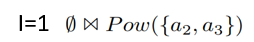 l=1 ∅ ⋈ Pow({a₂, a₃})